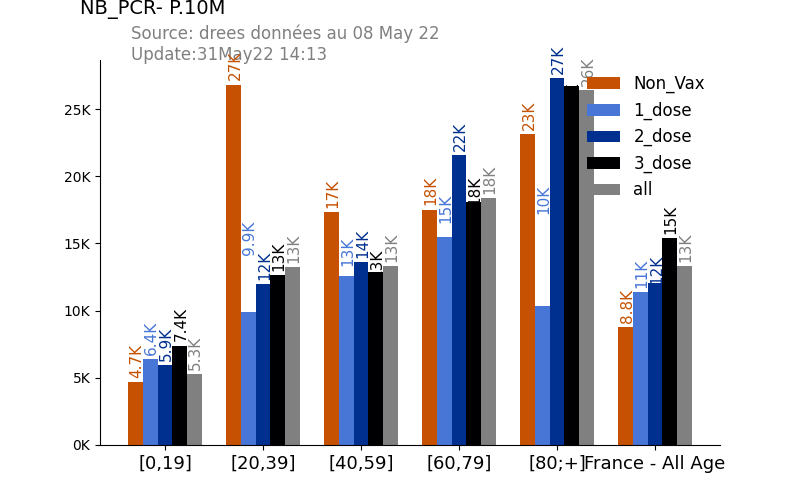 NB_PCR- P.10M
Source: drees données au 08 May 22
Update:31May22 14:13
27K
27K
26K
Non_Vax
1_dose
2_dose
3_dose
all
25K
20K
15K
10K
5K
0K
4.7K
6.4K
5.9K
7.4K
5.3K
9.9K
12K
13K
13K
17K
13K
14K
3K
13K
18K
15K
22K
18K
18K
23K
10K
8.8K
11K
12K
15K
13K
[0,19]
[20,39]
[40,59]
[60,79]
[80;+]
France - All Age